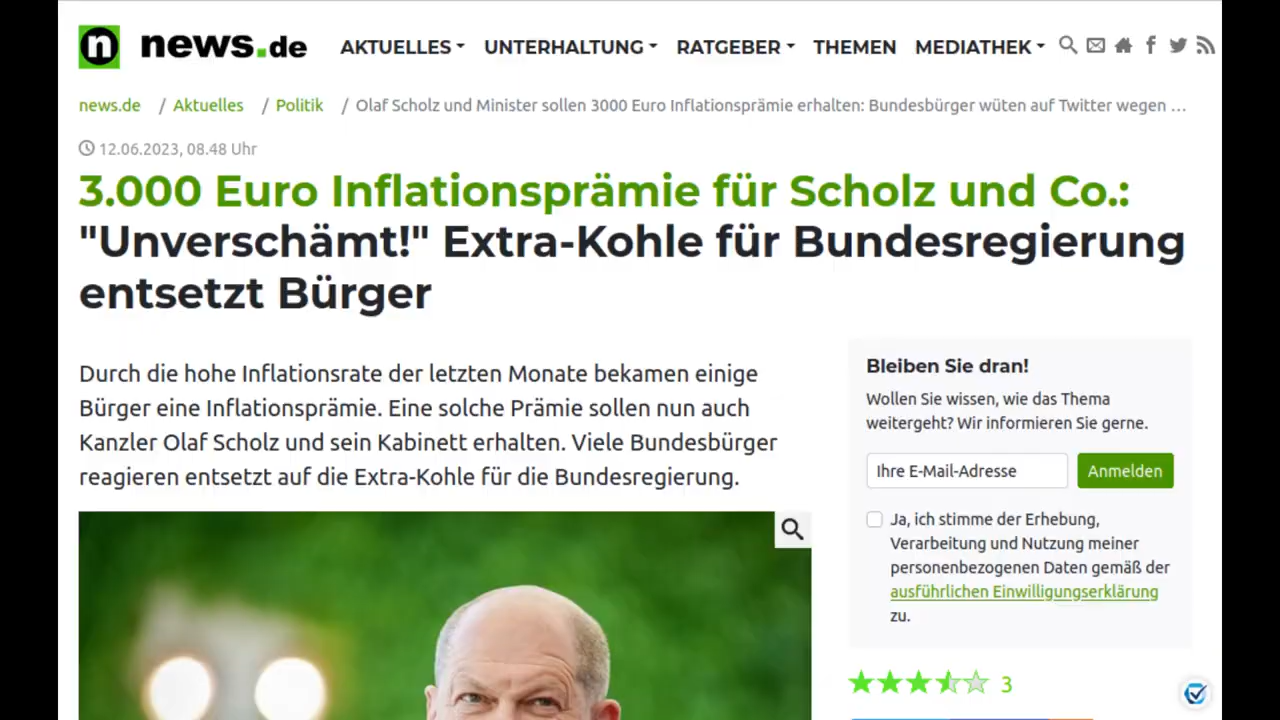 n news.de AKTUELLES UNTERHALTUNG RATGEBER THEMEN MEDIATHEK
news.de / Aktuelles / Politik / Olaf Scholz und Minister sollen 3000 Euro Inflationsprämie erhalten: Bundesbürger wüten auf Twitter wegen ...
12.06.2023, 08.48 Uhr
3.000 Euro Inflationsprämie für Scholz und Co.:
"Unverschämt!" Extra-Kohle für Bundesregierung
entsetzt Bürger
Durch die hohe Inflationsrate der letzten Monate bekamen einige
Bürger eine Inflationsprämie. Eine solche Prämie sollen nun auch
Kanzler Olaf Scholz und sein Kabinett erhalten. Viele Bundesbürger
reagieren entsetzt auf die Extra-Kohle für die Bundesregierung.
Bleiben Sie dran!
Wollen Sie wissen, wie das Thema
weitergeht? Wir informieren Sie gerne.
Ihre E-Mail-Adresse Anmelden
Ja, ich stimme der Erhebung,
Verarbeitung und Nutzung meiner
personenbezogenen Daten gemäß der
ausführlichen Einwilligungserklärung
zu.
3